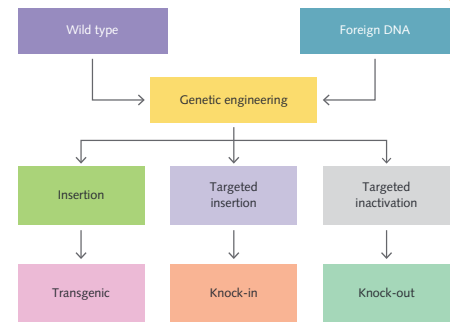 Wild type
Foreign DNA
Genetic engineering
Insertion
Targeted
insertion
Targeted
inactivation
Transgenic
Knock-in
Knock-out